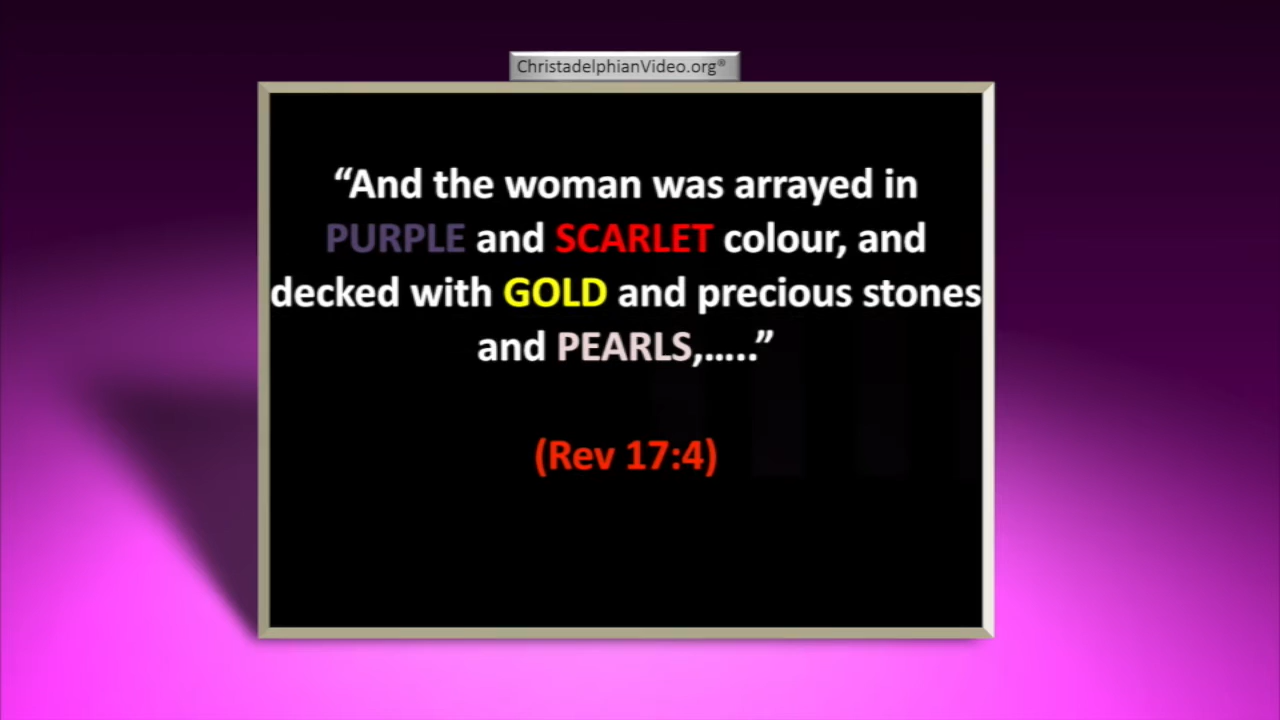 ChristadelphianVideo.org®
“And the woman was arrayed in
PURPLE and SCARLET colour, and
decked with GOLD and precious stones
and PEARLS,…..”
(Rev 17:4)